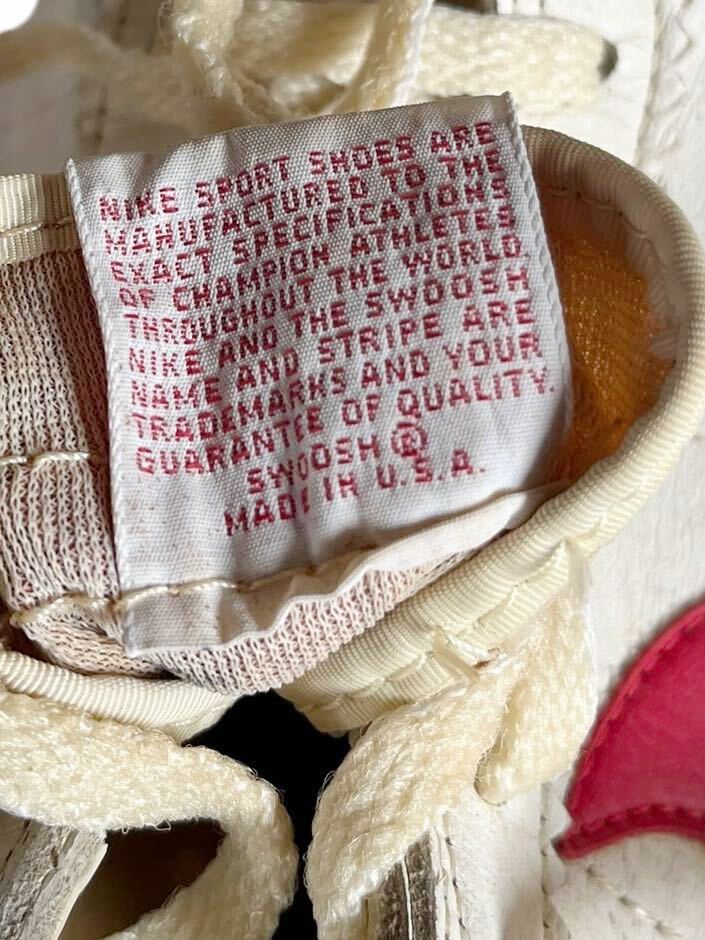 NIKE SPORT SHOES ARE
MANUFACTURED TO THE
EXACT SPECIFICATIONS
OF CHAMPION ATHLETES
THROUGHOUT THE WORLD.
NIKE AND THE SWOOSH
NAME AND STRIPE ARE
TRADEMARKS AND YOUR
GUARANTEE OF QUALITY.
SWOOSH ®
MADE IN U.S.A.